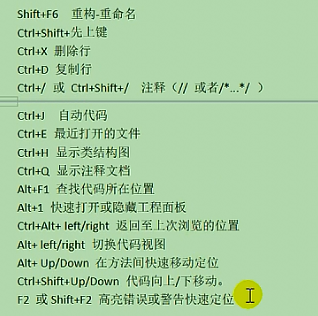 Shift+F6 重构-重命名
Ctrl+Shift+先上键
Ctrl+X 删除行
Ctrl+D 复制行
Ctrl+/ 或 Ctrl+Shift+/ 注释（// 或者/*...*/ ）
Ctrl+J 自动代码
Ctrl+E 最近打开的文件
Ctrl+H 显示类结构图
Ctrl+Q 显示注释文档
Alt+F1 查找代码所在位置
Alt+1 快速打开或隐藏工程面板
Ctrl+Alt+ left/right 返回至上次浏览的位置
Alt+ left/right 切换代码视图
Alt+ Up/Down 在方法间快速移动定位
Ctrl+Shift+Up/Down 代码向上/下移动。
F2 或 Shift+F2 高亮错误或警告快速定位